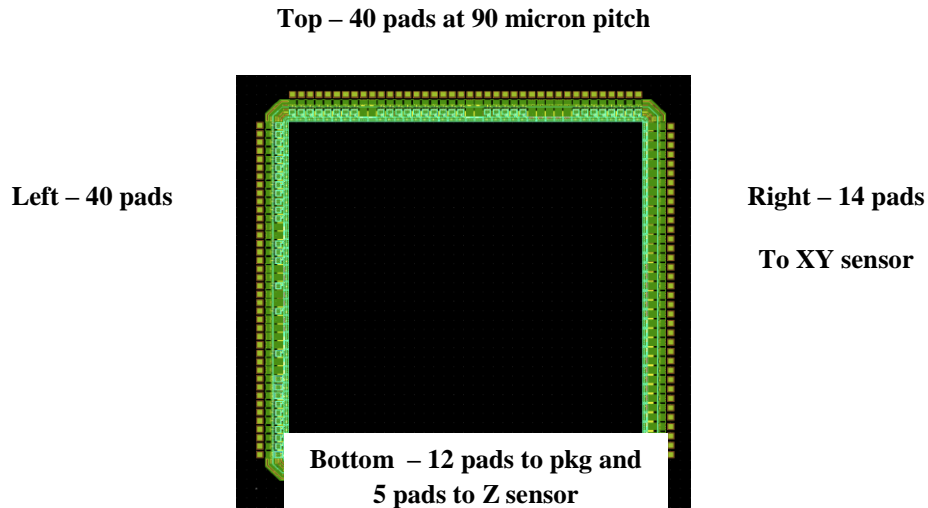 Top – 40 pads at 90 micron pitch
Left – 40 pads
Right – 14 pads
To XY sensor
Bottom – 12 pads to pkg and
5 pads to Z sensor